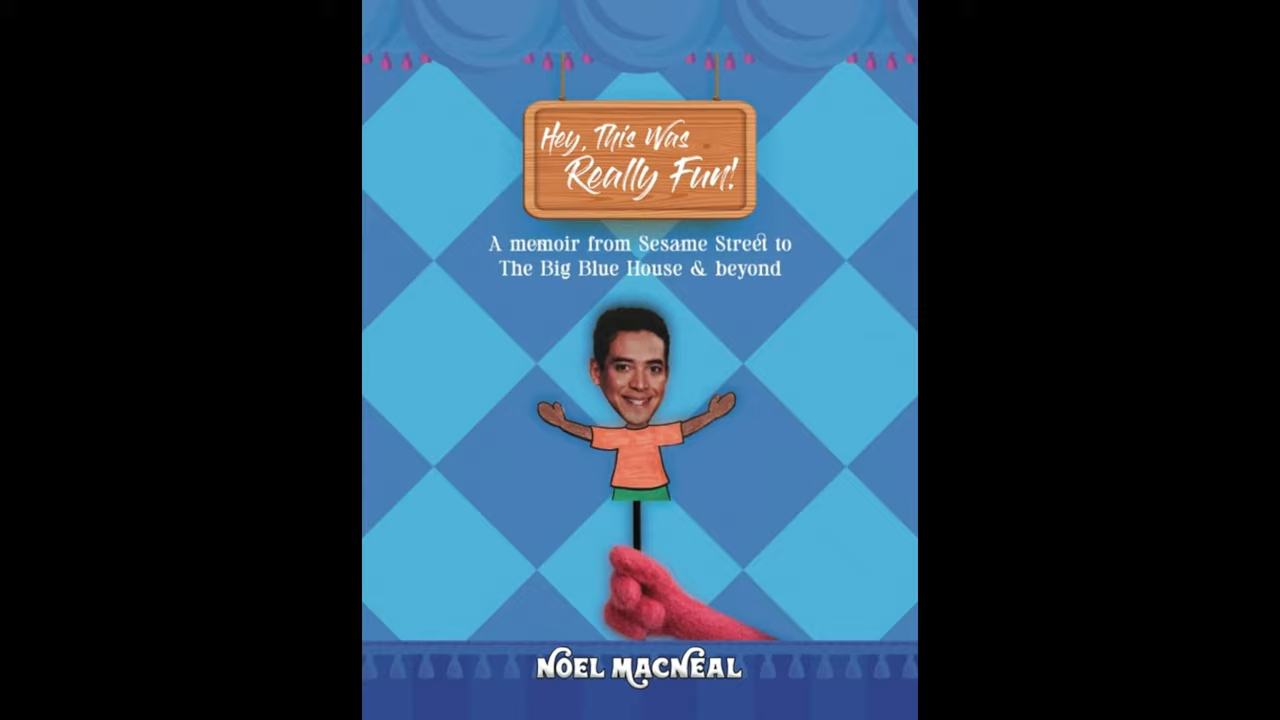 Hey, This Was
Really Fun!
A memoir from Sesame Street to
The Big Blue House & beyond
NOEL MACNEAL